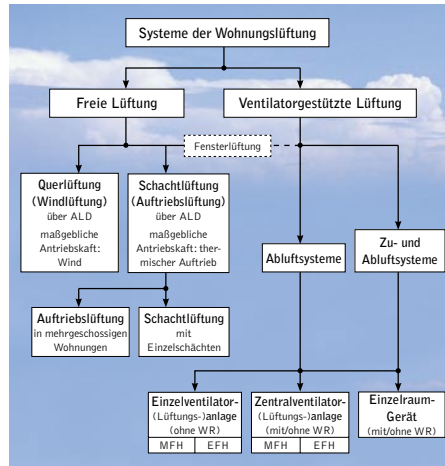 Systeme der Wohnungslüftung
Freie Lüftung
Ventilatorgestützte Lüftung
Fensterlüftung
Querlüftung
(Windlüftung)
über ALD
maßgebliche
Antriebskaft:
Wind
Schachtlüftung
(Auftriebslüftung)
über ALD
maßgebliche
Antriebskaft: ther-
mischer Auftrieb
Abluftsysteme
Zu- und
Abluftsysteme
Auftriebslüftung
in mehrgeschossigen
Wohnungen
Schachtlüftung
mit
Einzelschächten
Einzelventilator-
(Lüftungs-)anlage
(ohne WR)
MFH EFH
Zentralventilator-
(Lüftungs-)anlage
(mit/ohne WR)
MFH EFH
Einzelraum-
Gerät
(mit/ohne WR)